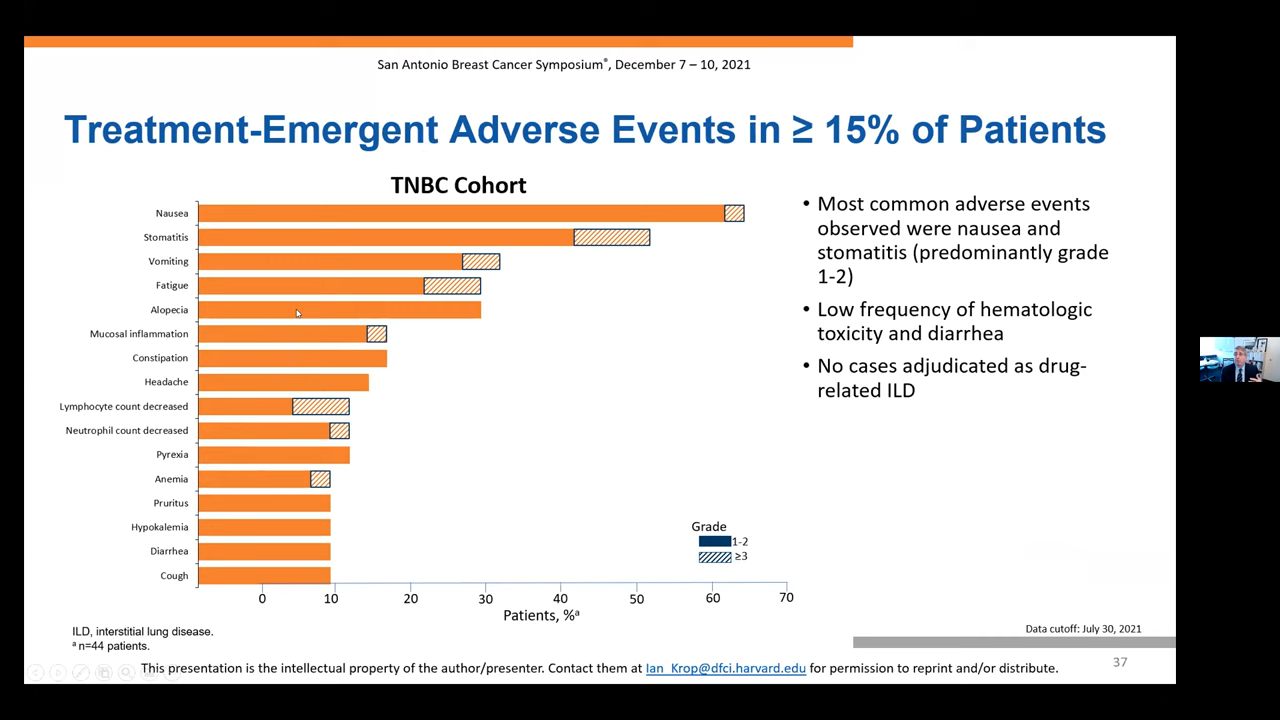 San Antonio Breast Cancer Symposium®, December 7 – 10, 2021
Treatment-Emergent Adverse Events in ≥ 15% of Patients
TNBC Cohort
Nausea
Stomatitis
Vomiting
Fatigue
Alopecia
Mucosal inflammation
Constipation
Headache
Lymphocyte count decreased
Neutrophil count decreased
Pyrexia
Anemia
Pruritus
Hypokalemia
Diarrhea
Cough
0 10 20 30 40 50 60 70
Patients, %ᵃ
Grade
1-2
≥3
• Most common adverse events
observed were nausea and
stomatitis (predominantly grade
1-2)
• Low frequency of hematologic
toxicity and diarrhea
• No cases adjudicated as drug-
related ILD
ILD, interstitial lung disease.
ᵃ n=44 patients.
Data cutoff: July 30, 2021
37
This presentation is the intellectual property of the author/presenter. Contact them at Ian_Krop@dfci.harvard.edu for permission to reprint and/or distribute.